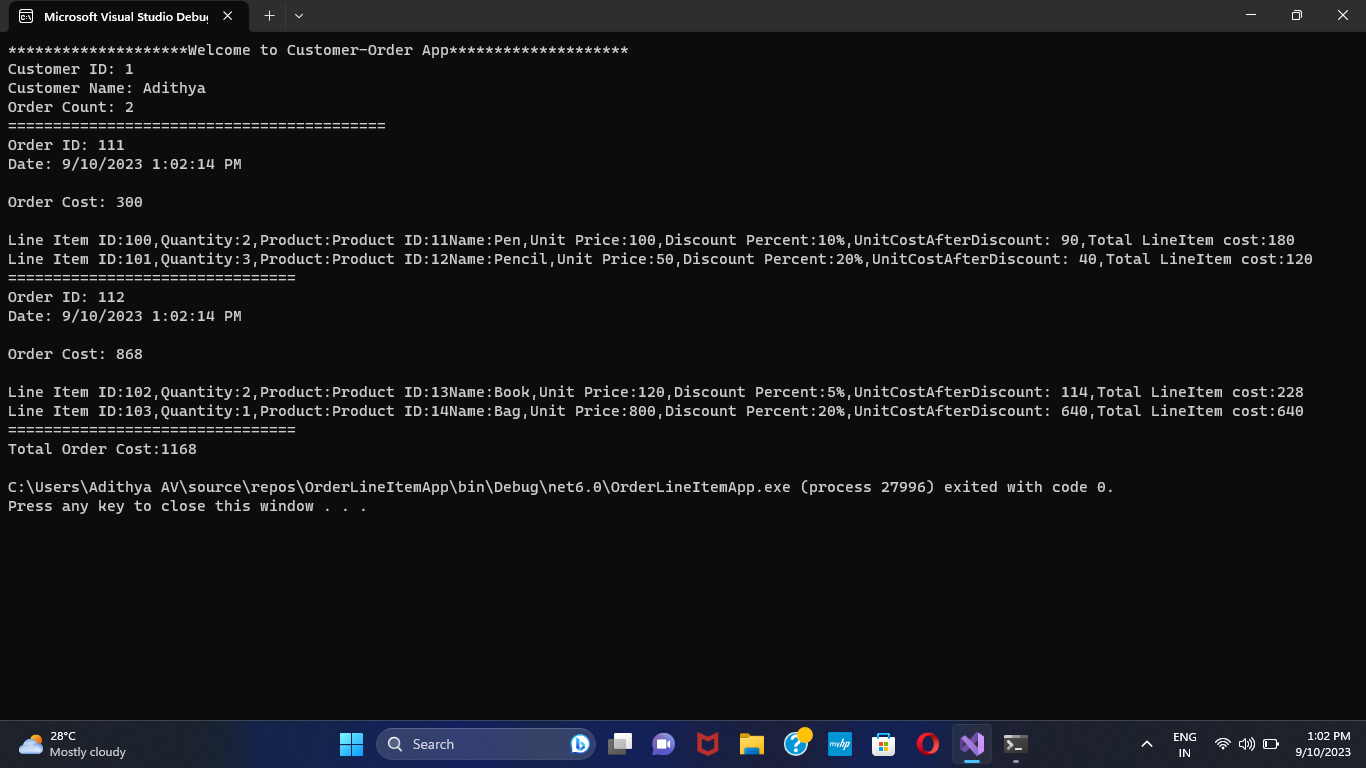 Microsoft Visual Studio Debu
********************Welcome to Customer-Order App********************
Customer ID: 1
Customer Name: Adithya
Order Count: 2
==========================================
Order ID: 111
Date: 9/10/2023 1:02:14 PM
Order Cost: 300
Line Item ID:100,Quantity:2,Product:Product ID:11Name:Pen,Unit Price:100,Discount Percent:10%,UnitCostAfterDiscount: 90,Total LineItem cost:180
Line Item ID:101,Quantity:3,Product:Product ID:12Name:Pencil,Unit Price:50,Discount Percent:20%,UnitCostAfterDiscount: 40,Total LineItem cost:120
================================
Order ID: 112
Date: 9/10/2023 1:02:14 PM
Order Cost: 868
Line Item ID:102,Quantity:2,Product:Product ID:13Name:Book,Unit Price:120,Discount Percent:5%,UnitCostAfterDiscount: 114,Total LineItem cost:228
Line Item ID:103,Quantity:1,Product:Product ID:14Name:Bag,Unit Price:800,Discount Percent:20%,UnitCostAfterDiscount: 640,Total LineItem cost:640
================================
Total Order Cost:1168
C:\Users\Adithya AV\source\repos\OrderLineItemApp\bin\Debug\net6.0\OrderLineItemApp.exe (process 27996) exited with code 0.
Press any key to close this window . . .
28°C
Mostly cloudy
Search
myhp
ENG
IN
1:02 PM
9/10/2023